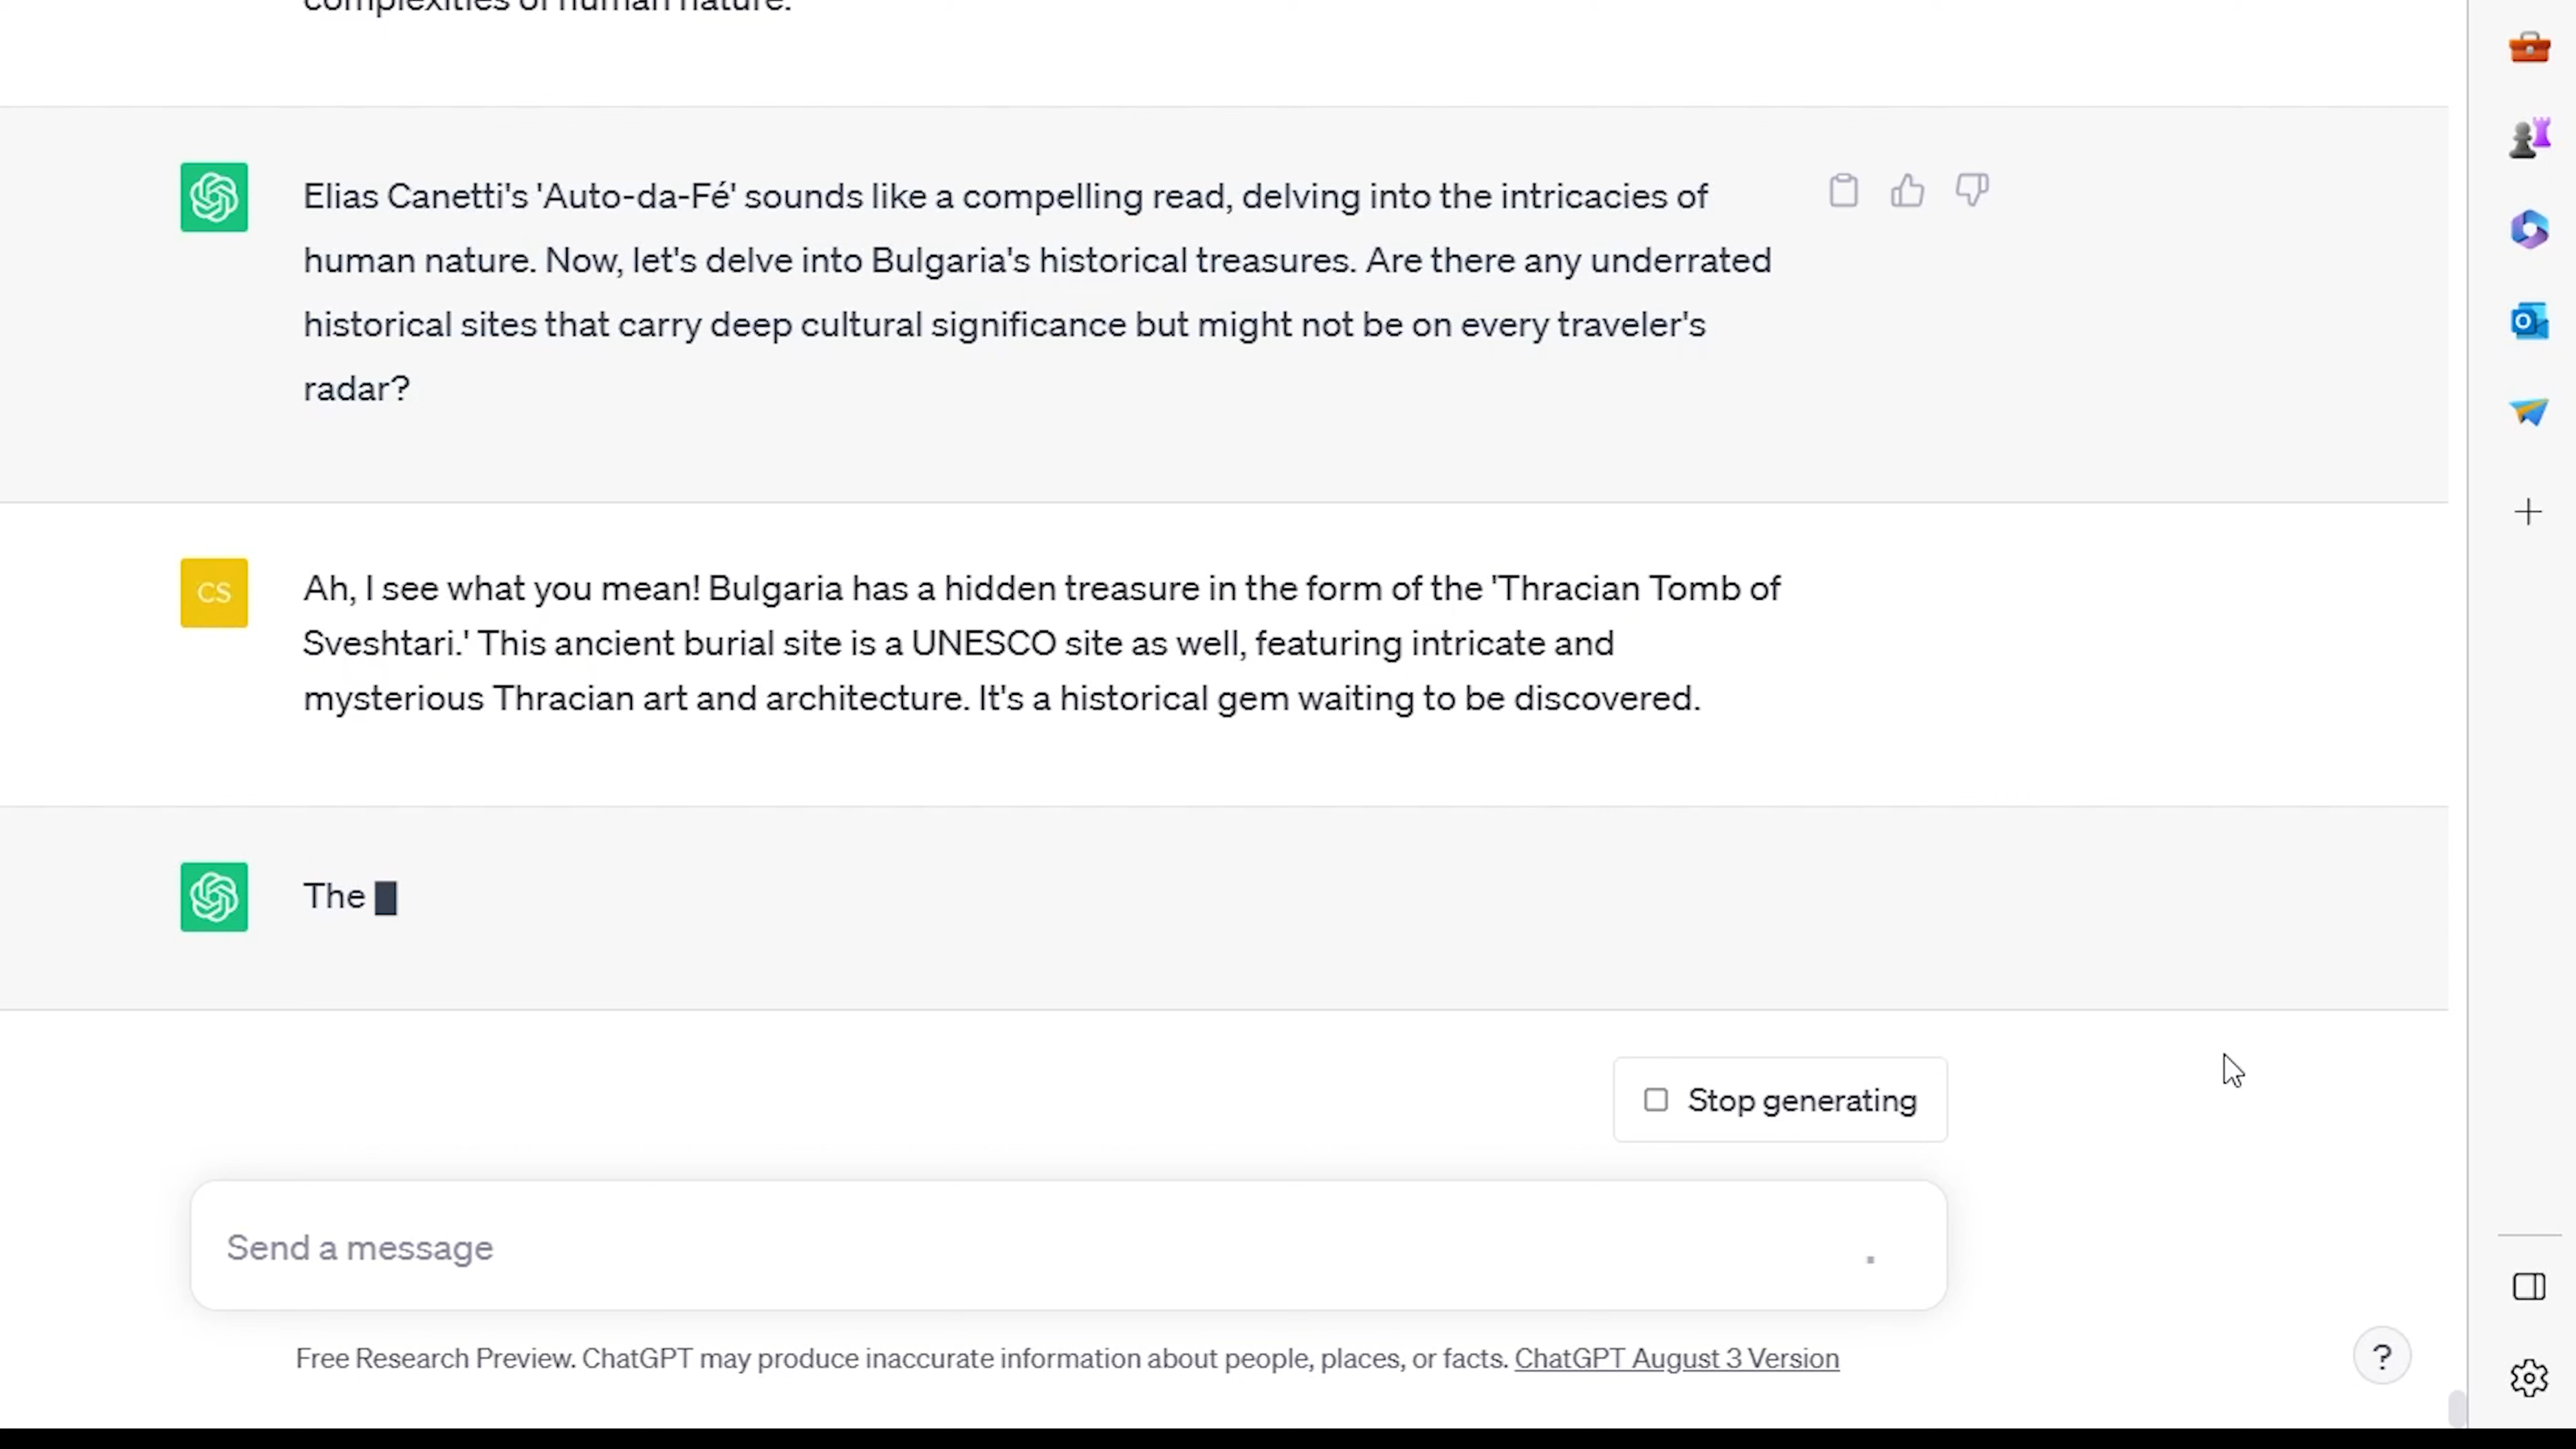 complexities of human nature.
Elias Canetti's 'Auto-da-Fé' sounds like a compelling read, delving into the intricacies of
human nature. Now, let's delve into Bulgaria's historical treasures. Are there any underrated
historical sites that carry deep cultural significance but might not be on every traveler's
radar?
CS
Ah, I see what you mean! Bulgaria has a hidden treasure in the form of the 'Thracian Tomb of
Sveshtari.' This ancient burial site is a UNESCO site as well, featuring intricate and
mysterious Thracian art and architecture. It's a historical gem waiting to be discovered.
The
Stop generating
Send a message
Free Research Preview. ChatGPT may produce inaccurate information about people, places, or facts. ChatGPT August 3 Version
?